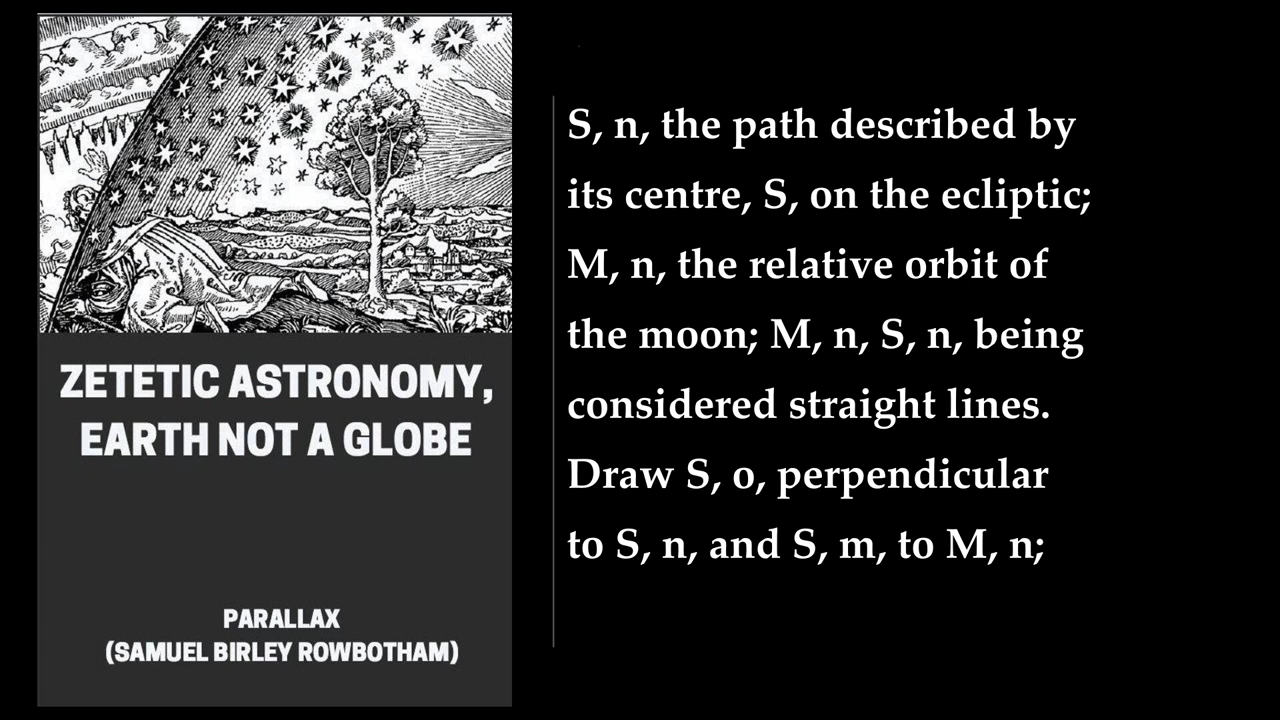 ZETETIC ASTRONOMY,
EARTH NOT A GLOBE
PARALLAX
(SAMUEL BIRLEY ROWBOTHAM)
S, n, the path described by
its centre, S, on the ecliptic;
M, n, the relative orbit of
the moon; M, n, S, n, being
considered straight lines.
Draw S, o, perpendicular
to S, n, and S, m, to M, n;